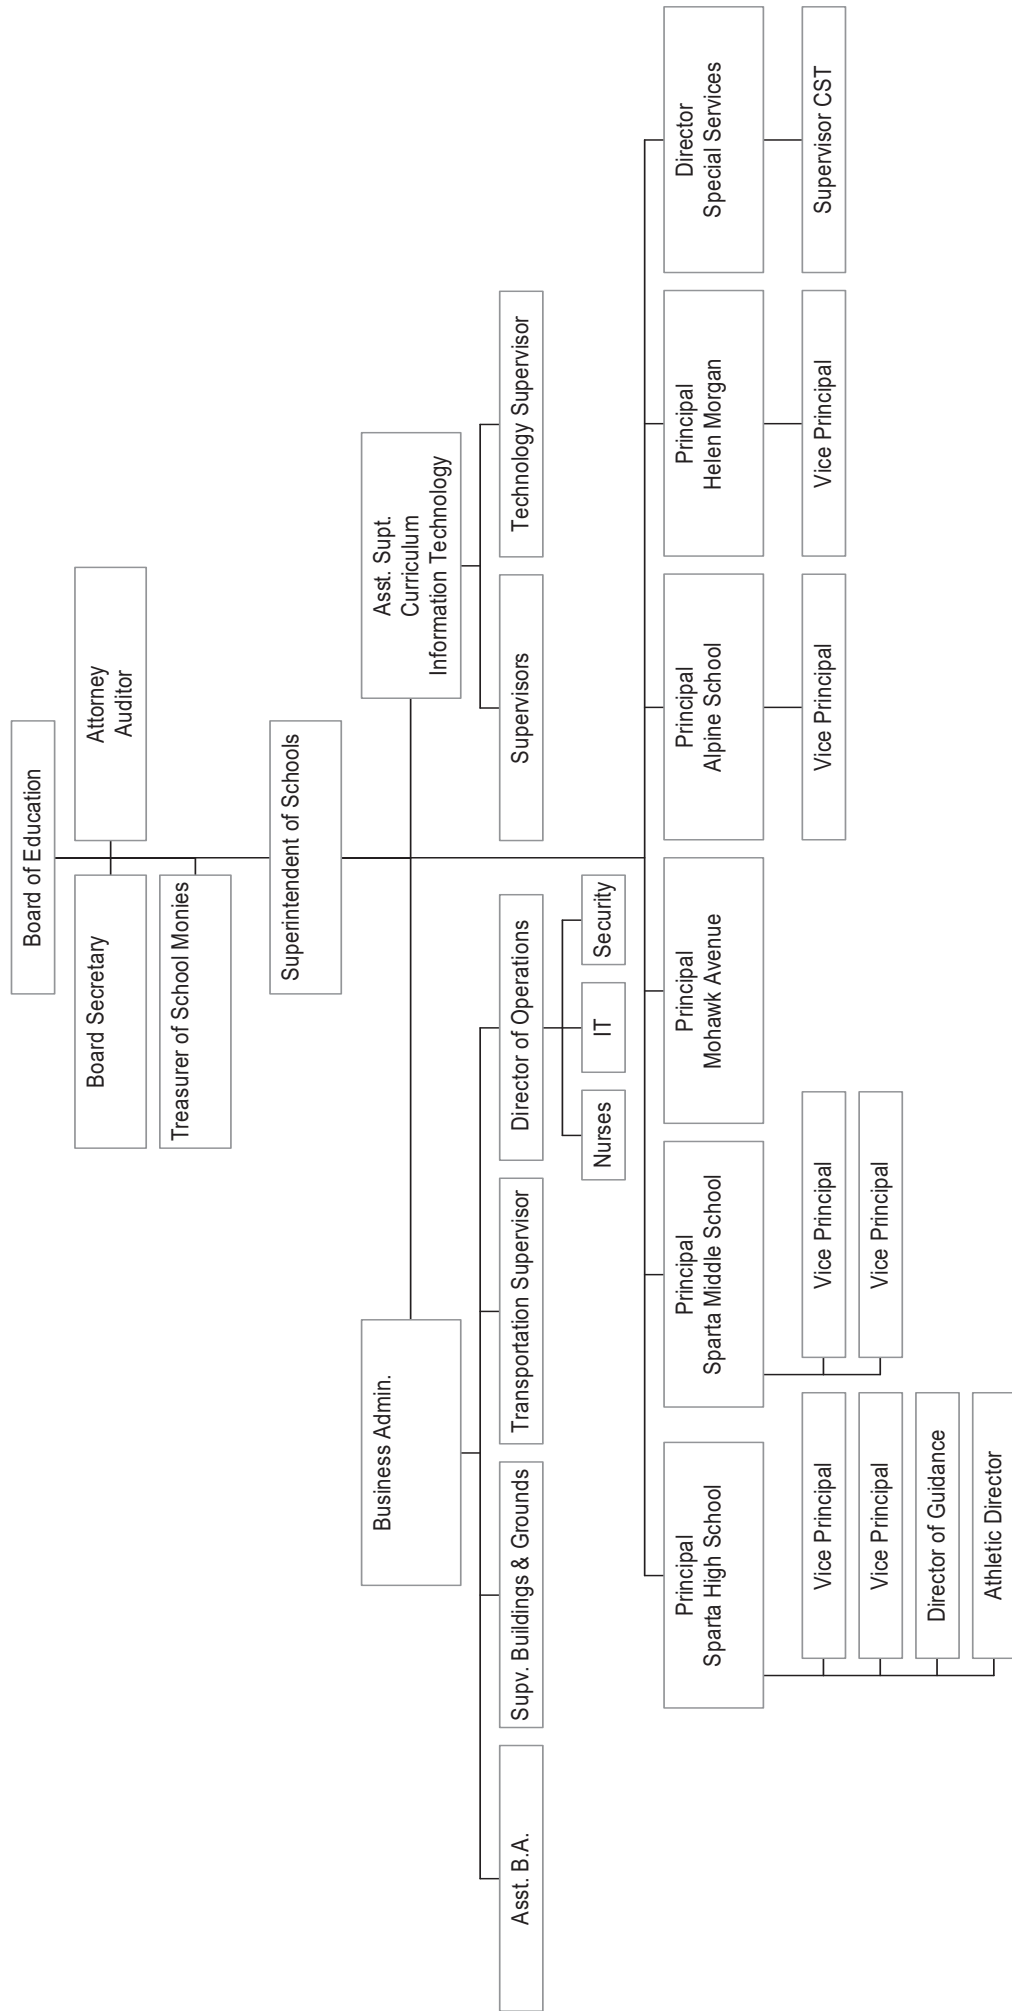 Board of Education
Board Secretary
Attorney
Auditor
Treasurer of School Monies
Superintendent of Schools
Business Admin.
Asst. Supt.
Curriculum
Information Technology
Asst. B.A.
Supv. Buildings & Grounds
Transportation Supervisor
Director of Operations
Supervisors
Technology Supervisor
Nurses
IT
Security
Principal
Sparta High School
Principal
Sparta Middle School
Principal
Mohawk Avenue
Principal
Alpine School
Principal
Helen Morgan
Director
Special Services
Vice Principal
Vice Principal
Director of Guidance
Athletic Director
Vice Principal
Vice Principal
Vice Principal
Vice Principal
Supervisor CST